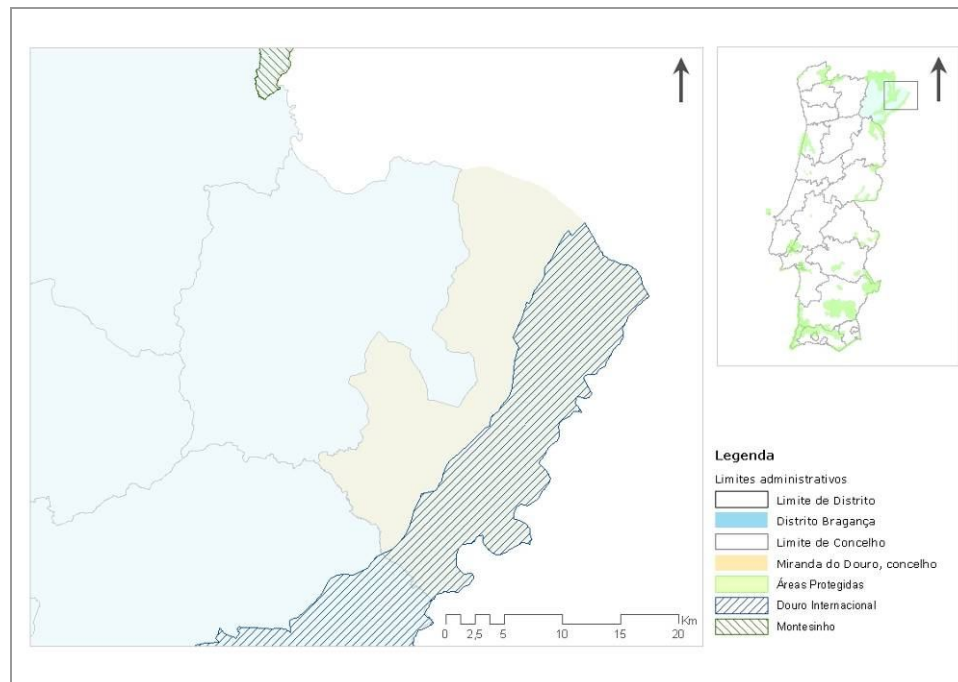 Legenda
Limites administrativos
Limite de Distrito
Distrito Bragança
Limite de Concelho
Miranda do Douro, concelho
Áreas Protegidas
Douro Internacional
Montesinho
Km
0 2,5 5 10 15 20